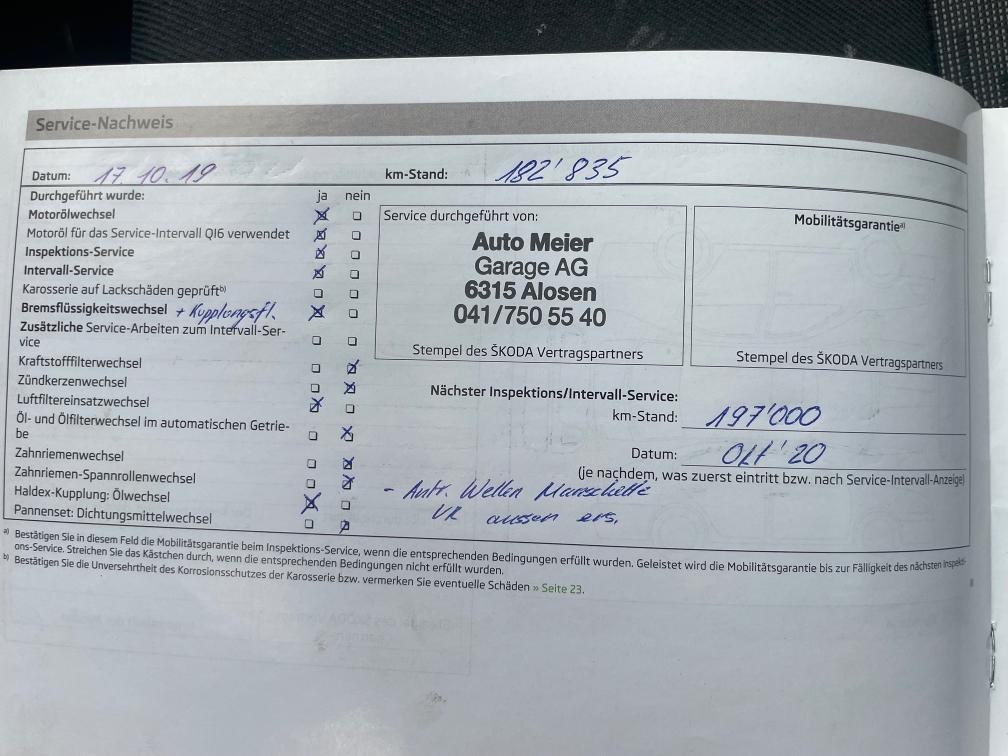 Service-Nachweis
Datum: 17. 10. 19 km-Stand: 182'835
Durchgeführt wurde: ja nein
Motorölwechsel
Motoröl für das Service-Intervall QI6 verwendet
Inspektions-Service
Intervall-Service
Karosserie auf Lackschäden geprüft b)
Bremsflüssigkeitswechsel + Kupplungsfl.
Zusätzliche Service-Arbeiten zum Intervall-Ser-
vice
Kraftstofffilterwechsel
Zündkerzenwechsel
Luftfiltereinsatzwechsel
Öl- und Ölfilterwechsel im automatischen Getrie-
be
Zahnriemenwechsel
Zahnriemen-Spannrollenwechsel
Haldex-Kupplung: Ölwechsel
Pannenset: Dichtungsmittelwechsel
Service durchgeführt von:
Auto Meier
Garage AG
6315 Alosen
041/750 55 40
Stempel des ŠKODA Vertragspartners
Mobilitätsgarantie a)
Stempel des ŠKODA Vertragspartners
Nächster Inspektions/Intervall-Service:
km-Stand: 197'000
Datum: Okt '20
(je nachdem, was zuerst eintritt bzw. nach Service-Intervall-Anzeige)
- Antr. Wellen Manschette
VR aussen ers.
a) Bestätigen Sie in diesem Feld die Mobilitätsgarantie beim Inspektions-Service, wenn die entsprechenden Bedingungen erfüllt wurden. Geleistet wird die Mobilitätsgarantie bis zur Fälligkeit des nächsten Inspekti-
ons-Service. Streichen Sie das Kästchen durch, wenn die entsprechenden Bedingungen nicht erfüllt wurden.
b) Bestätigen Sie die Unversehrtheit des Korrosionsschutzes der Karosserie bzw. vermerken Sie eventuelle Schäden » Seite 23.